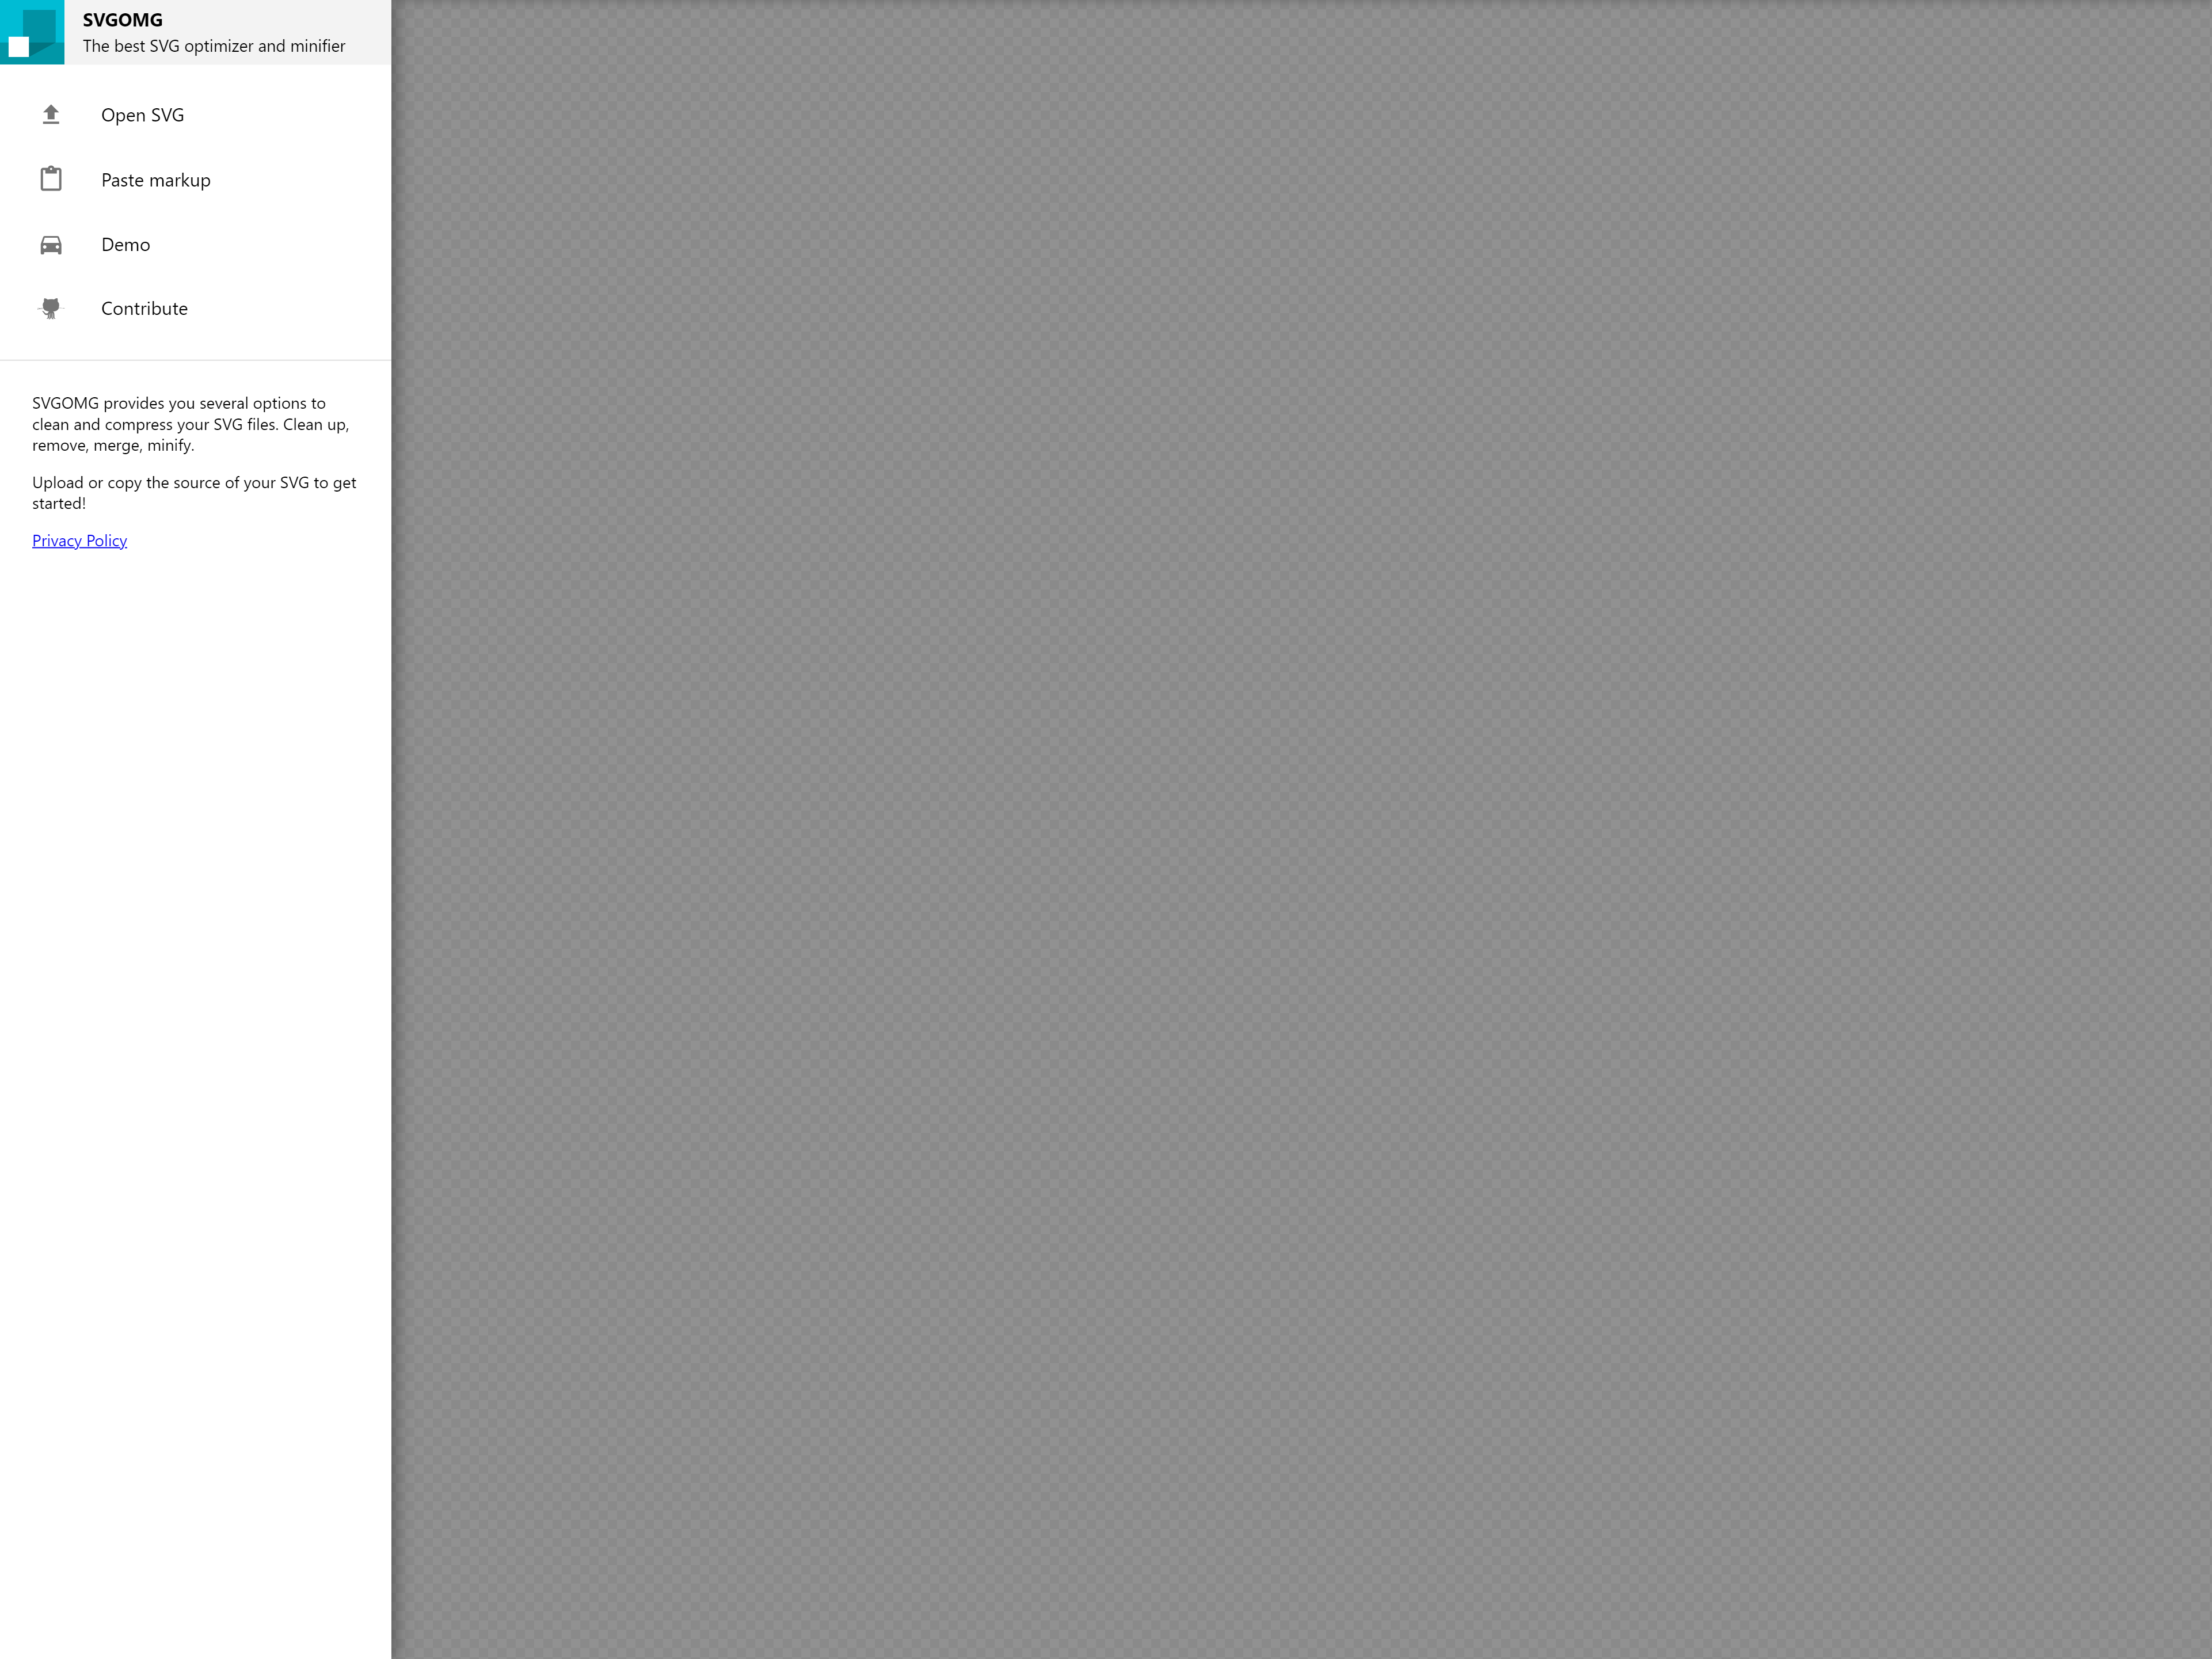 SVGOMG
The best SVG optimizer and minifier
Open SVG
Paste markup
Demo
Contribute
SVGOMG provides you several options to
clean and compress your SVG files. Clean up,
remove, merge, minify.
Upload or copy the source of your SVG to get
started!
Privacy Policy